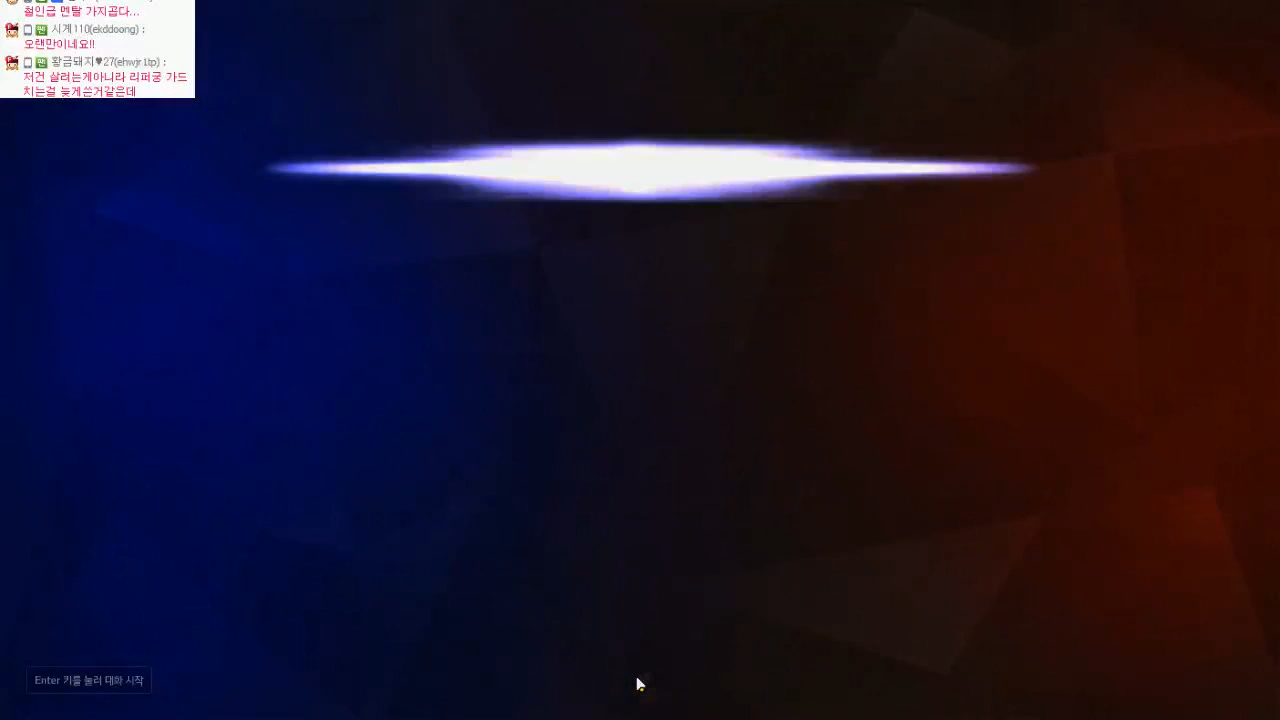 철인급 멘탈 가지곱다...
시계110(ekddoong) :
오랜만이네요!!
황금돼지♥27(ehwjr1tp) :
저건 살려는게아니라 리퍼궁 가드
치는걸 늦게쓴거같은데
Enter 키를 눌러 대화 시작